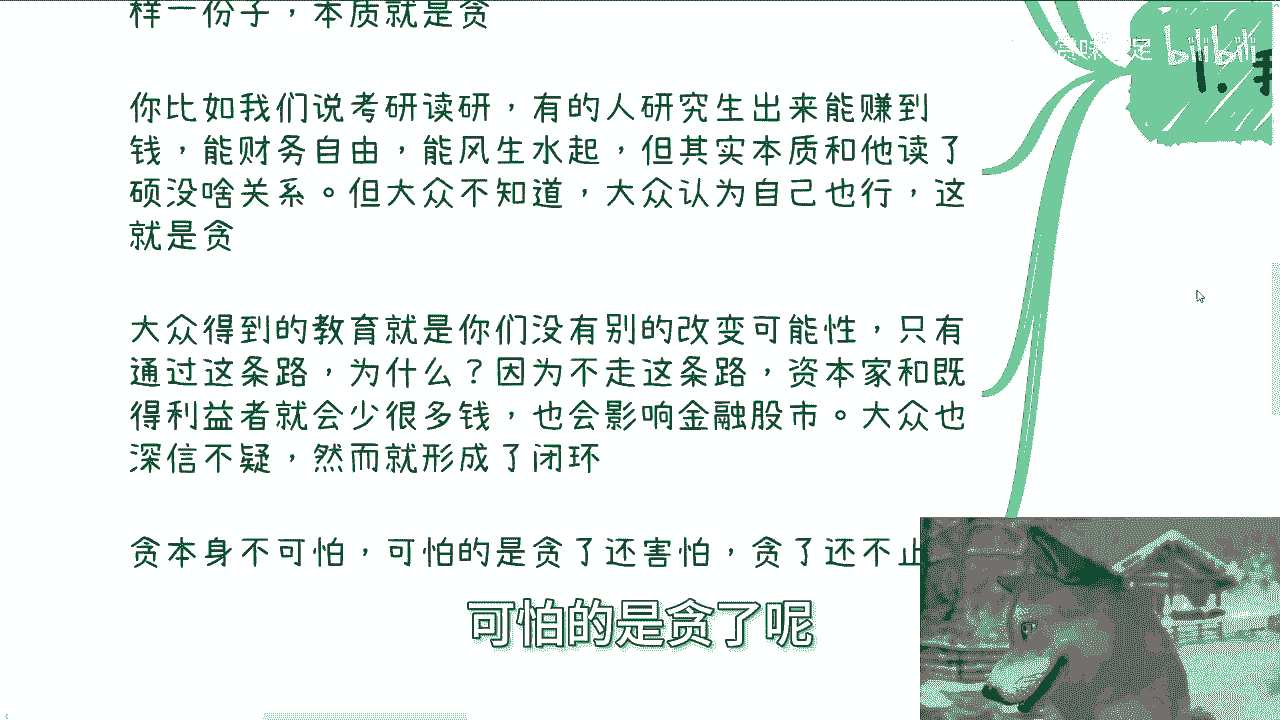 样一份子，本质就是贪
你比如我们说考研读研，有的人研究生出来能赚到
钱，能财务自由，能风生水起，但其实本质和他读了
硕没啥关系。但大众不知道，大众认为自己也行，这
就是贪
大众得到的教育就是你们没有别的改变可能性，只有
通过这条路，为什么？因为不走这条路，资本家和既
得利益者就会少很多钱，也会影响金融股市。大众也
深信不疑，然而就形成了闭环
贪本身不可怕，可怕的是贪了还害怕，贪了还不止
可怕的是贪了呢
bilibili
1.